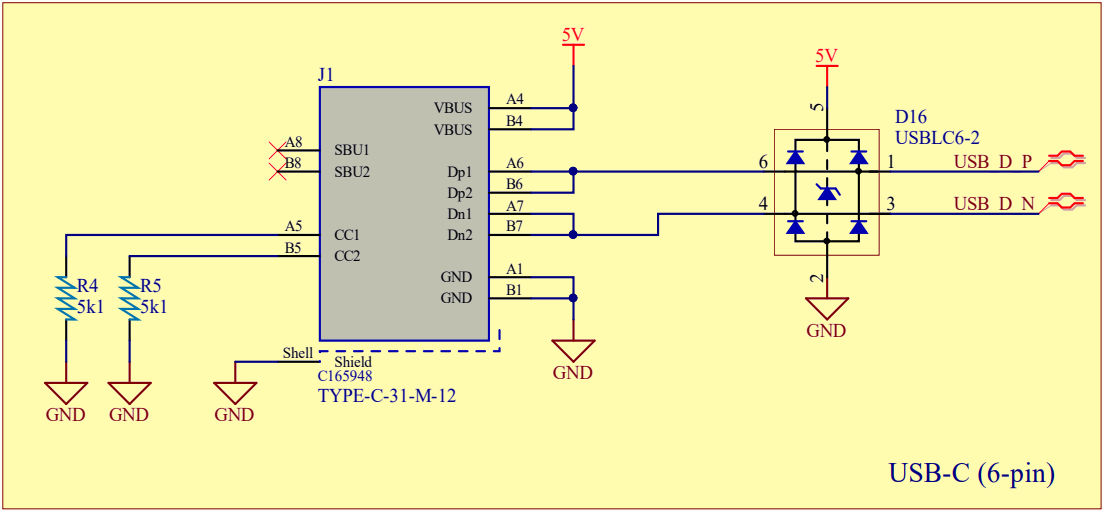 5V
J1
VBUS A4
VBUS B4
A8 SBU1
B8 SBU2
Dp1 A6
Dp2 B6
Dn1 A7
Dn2 B7
A5 CC1
B5 CC2
GND A1
GND B1
R4
5k1
R5
5k1
GND
GND
GND
Shell
Shield
C165948
TYPE-C-31-M-12
GND
5V
5
D16
USBLC6-2
6
1
USB_D_P
4
3
USB_D_N
2
GND
USB-C (6-pin)